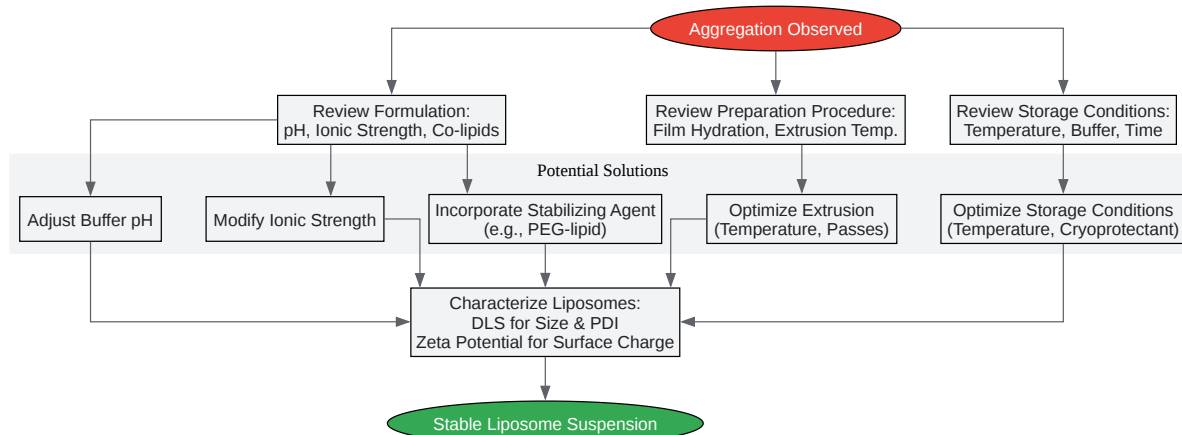 Aggregation Observed
Review Formulation:
pH, Ionic Strength, Co-lipids
Review Preparation Procedure:
Film Hydration, Extrusion Temp.
Review Storage Conditions:
Temperature, Buffer, Time
Potential Solutions
Adjust Buffer pH
Modify Ionic Strength
Incorporate Stabilizing Agent
(e.g., PEG-lipid)
Optimize Extrusion
(Temperature, Passes)
Optimize Storage Conditions
(Temperature, Cryoprotectant)
Characterize Liposomes:
DLS for Size & PDI
Zeta Potential for Surface Charge
Stable Liposome Suspension